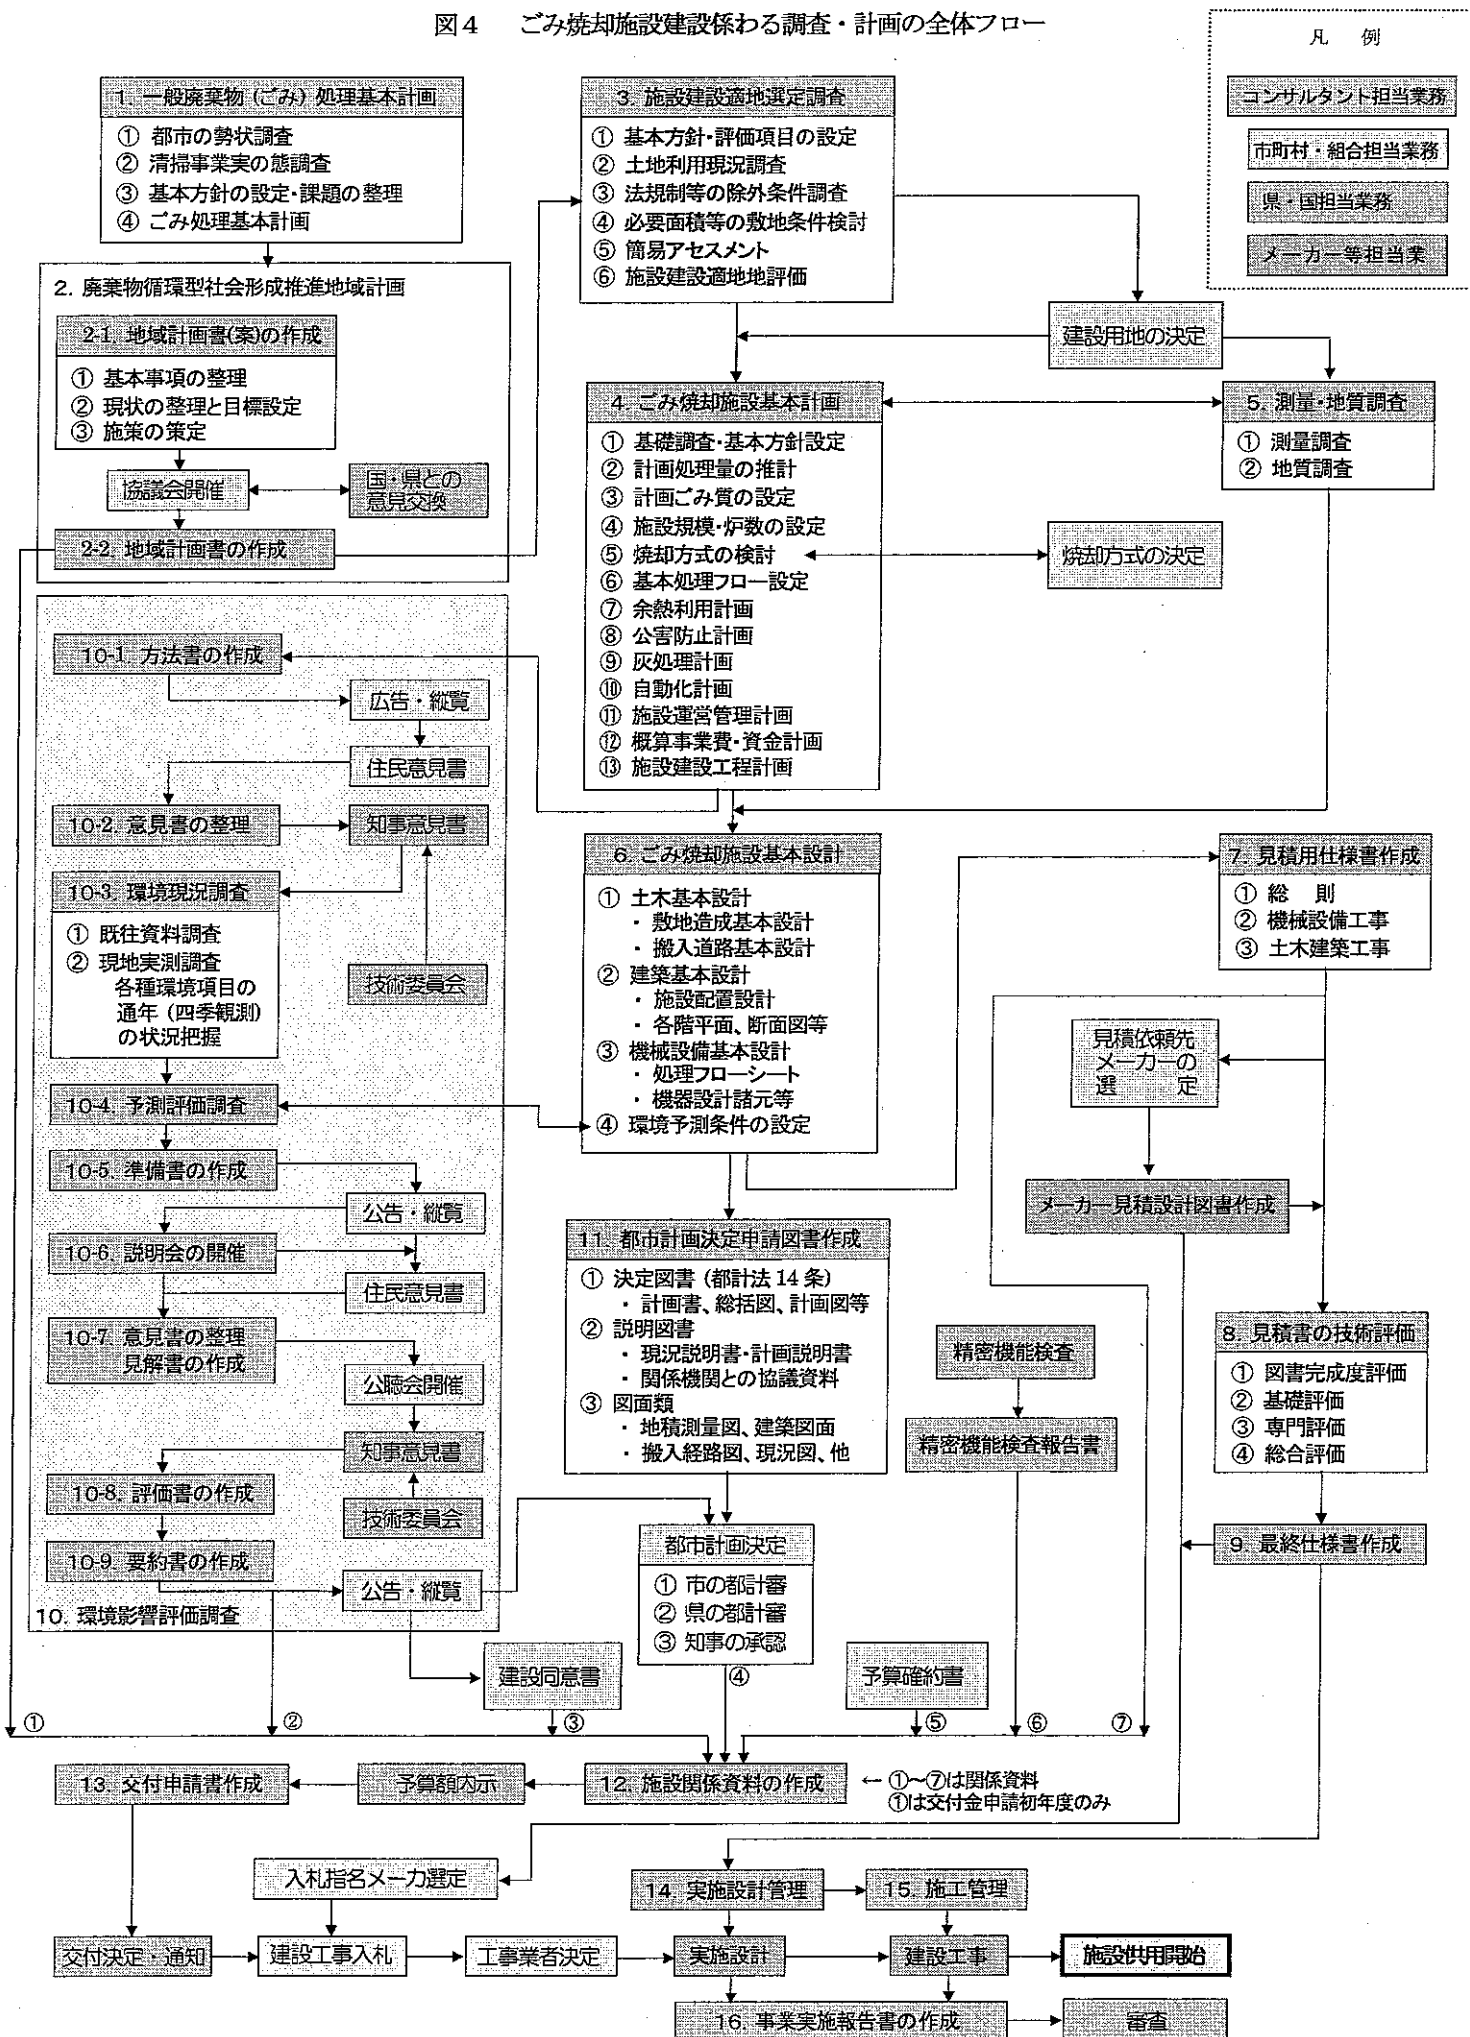 図4 ごみ焼却施設建設係わる調査・計画の全体フロー
凡 例
コンサルタント担当業務
市町村・組合担当業務
県・国担当業務
メーカー等担当業
1. 一般廃棄物（ごみ）処理基本計画
① 都市の勢状調査
② 清掃事業実の態調査
③ 基本方針の設定・課題の整理
④ ごみ処理基本計画
2. 廃棄物循環型社会形成推進地域計画
2-1. 地域計画書(案)の作成
① 基本事項の整理
② 現状の整理と目標設定
③ 施策の策定
協議会開催
国・県との
意見交換
2-2. 地域計画書の作成
3. 施設建設適地選定調査
① 基本方針・評価項目の設定
② 土地利用現況調査
③ 法規制等の除外条件調査
④ 必要面積等の敷地条件検討
⑤ 簡易アセスメント
⑥ 施設建設適地地評価
建設用地の決定
4. ごみ焼却施設基本計画
① 基礎調査・基本方針設定
② 計画処理量の推計
③ 計画ごみ質の設定
④ 施設規模・炉数の設定
⑤ 焼却方式の検討
⑥ 基本処理フロー設定
⑦ 余熱利用計画
⑧ 公害防止計画
⑨ 灰処理計画
⑩ 自動化計画
⑪ 施設運営管理計画
⑫ 概算事業費・資金計画
⑬ 施設建設工程計画
5. 測量・地質調査
① 測量調査
② 地質調査
焼却方式の決定
10-1. 方法書の作成
広告・縦覧
住民意見書
10-2. 意見書の整理
知事意見書
10-3. 環境現況調査
① 既往資料調査
② 現地実測調査
各種環境項目の
通年（四季観測）
の状況把握
技術委員会
10-4. 予測評価調査
10-5. 準備書の作成
公告・縦覧
10-6. 説明会の開催
住民意見書
10-7. 意見書の整理
見解書の作成
公聴会開催
知事意見書
10-8. 評価書の作成
技術委員会
10-9. 要約書の作成
公告・縦覧
10. 環境影響評価調査
6. ごみ焼却施設基本設計
① 土木基本設計
・ 敷地造成基本設計
・ 搬入道路基本設計
② 建築基本設計
・ 施設配置設計
・ 各階平面、断面図等
③ 機械設備基本設計
・ 処理フローシート
・ 機器設計諸元等
④ 環境予測条件の設定
7. 見積用仕様書作成
① 総 則
② 機械設備工事
③ 土木建築工事
見積依頼先
メーカーの
選 定
メーカー見積設計図書作成
11. 都市計画決定申請図書作成
① 決定図書（都計法14条）
・ 計画書、総括図、計画図等
② 説明図書
・ 現況説明書・計画説明書
・ 関係機関との協議資料
③ 図面類
・ 地積測量図、建築図面
・ 搬入経路図、現況図、他
精密機能検査
精密機能検査報告書
8. 見積書の技術評価
① 図書完成度評価
② 基礎評価
③ 専門評価
④ 総合評価
9. 最終仕様書作成
都市計画決定
① 市の都計審
② 県の都計審
③ 知事の承認
建設同意書
予算確約書
① ② ③ ④ ⑤ ⑥ ⑦
13. 交付申請書作成
予算額内示
12. 施設関係資料の作成
← ①～⑦は関係資料
①は交付金申請初年度のみ
入札指名メーカ選定
14. 実施設計管理
15. 施工管理
交付決定・通知
建設工事入札
工事業者決定
実施設計
建設工事
施設供用開始
16. 事業実施報告書の作成
審査